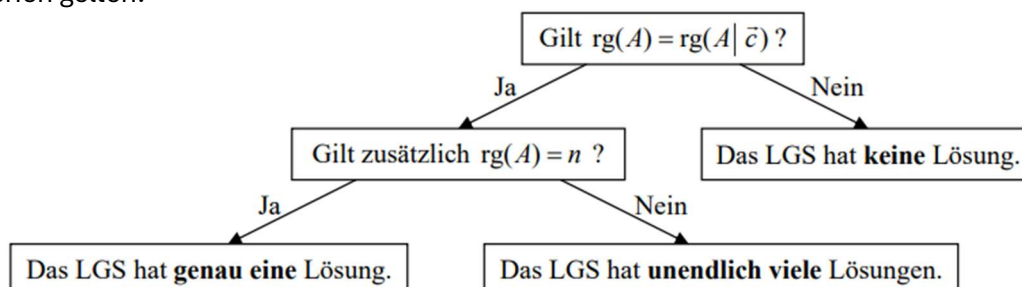 Gilt rg(A) = rg(A| c⃗) ?
Ja
Nein
Gilt zusätzlich rg(A) = n ?
Das LGS hat keine Lösung.
Ja
Nein
Das LGS hat genau eine Lösung.
Das LGS hat unendlich viele Lösungen.